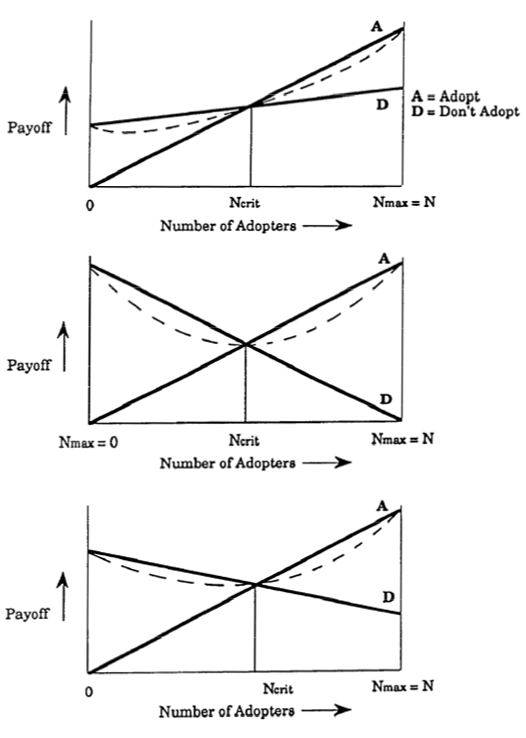 A
A = Adopt
D
D = Don't Adopt
Payoff
0
Ncrit
Nmax = N
Number of Adopters
A
Payoff
D
Nmax = 0
Ncrit
Nmax = N
Number of Adopters
A
D
Payoff
0
Ncrit
Nmax = N
Number of Adopters